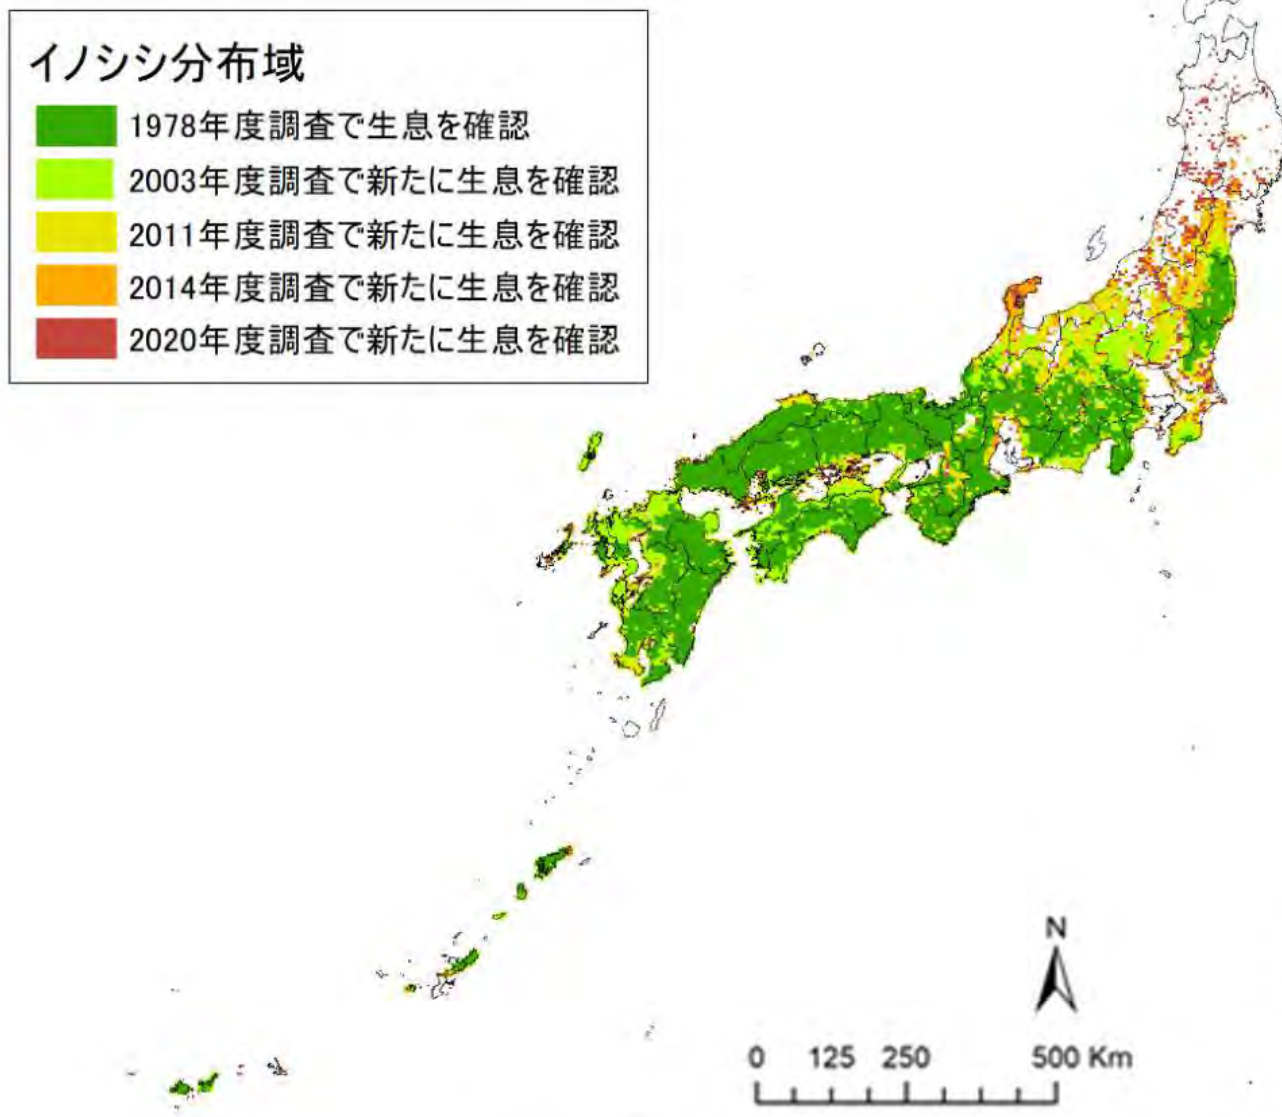 イノシシ分布域
1978年度調査で生息を確認
2003年度調査で新たに生息を確認
2011年度調査で新たに生息を確認
2014年度調査で新たに生息を確認
2020年度調査で新たに生息を確認
N
0 125 250 500 Km